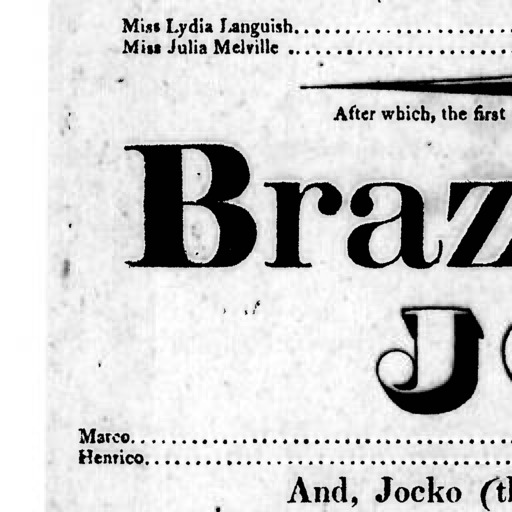 Miss Lydia Languish..................
Miss Julia Melville ..................
After which, the first
Braz
J
Marco..............................
Henrico............................
And, Jocko (th